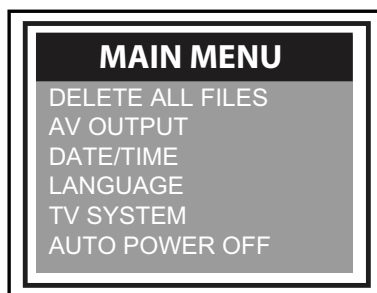 MAIN MENU
DELETE ALL FILES
AV OUTPUT
DATE/TIME
LANGUAGE
TV SYSTEM
AUTO POWER OFF